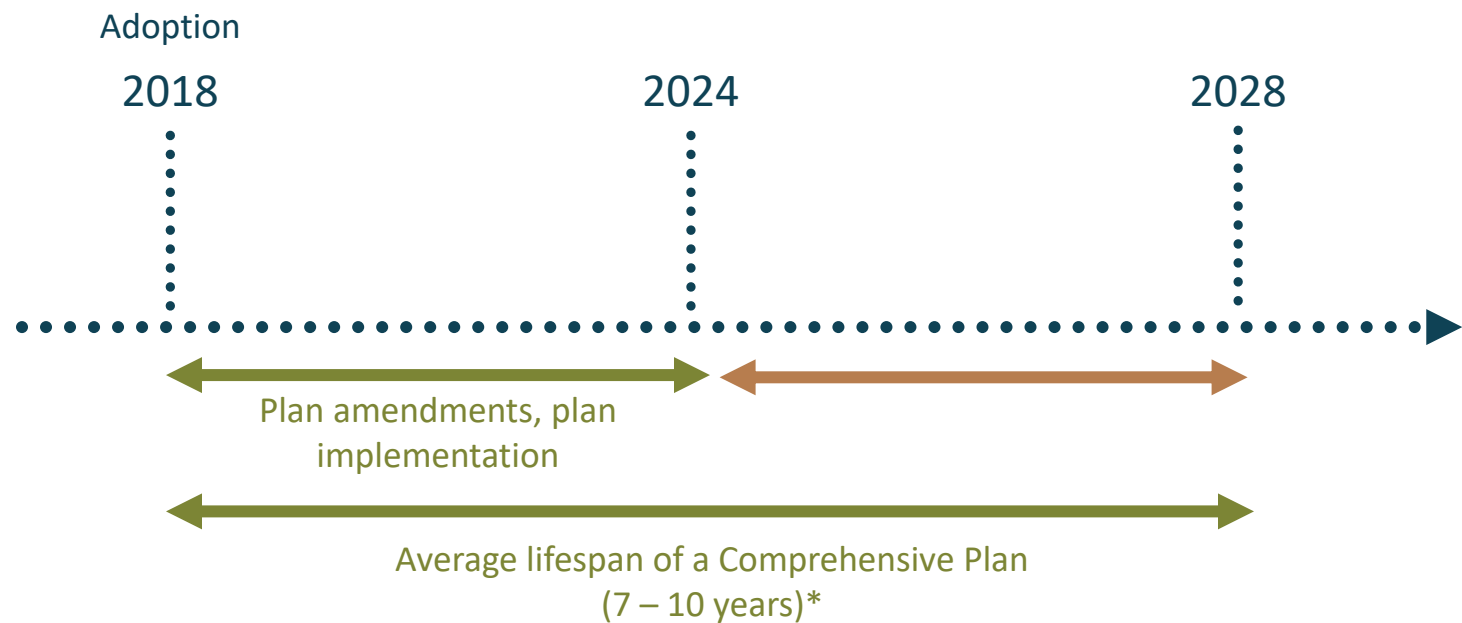 Adoption
2018
2024
2028
Plan amendments, plan
implementation
Average lifespan of a Comprehensive Plan
(7 – 10 years)*